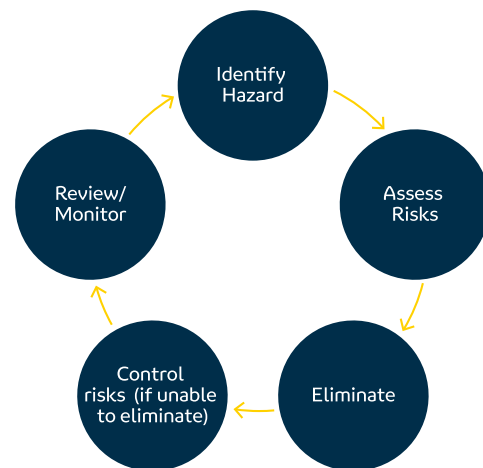 Identify
Hazard
Assess
Risks
Eliminate
Control
risks (if unable
to eliminate)
Review/
Monitor